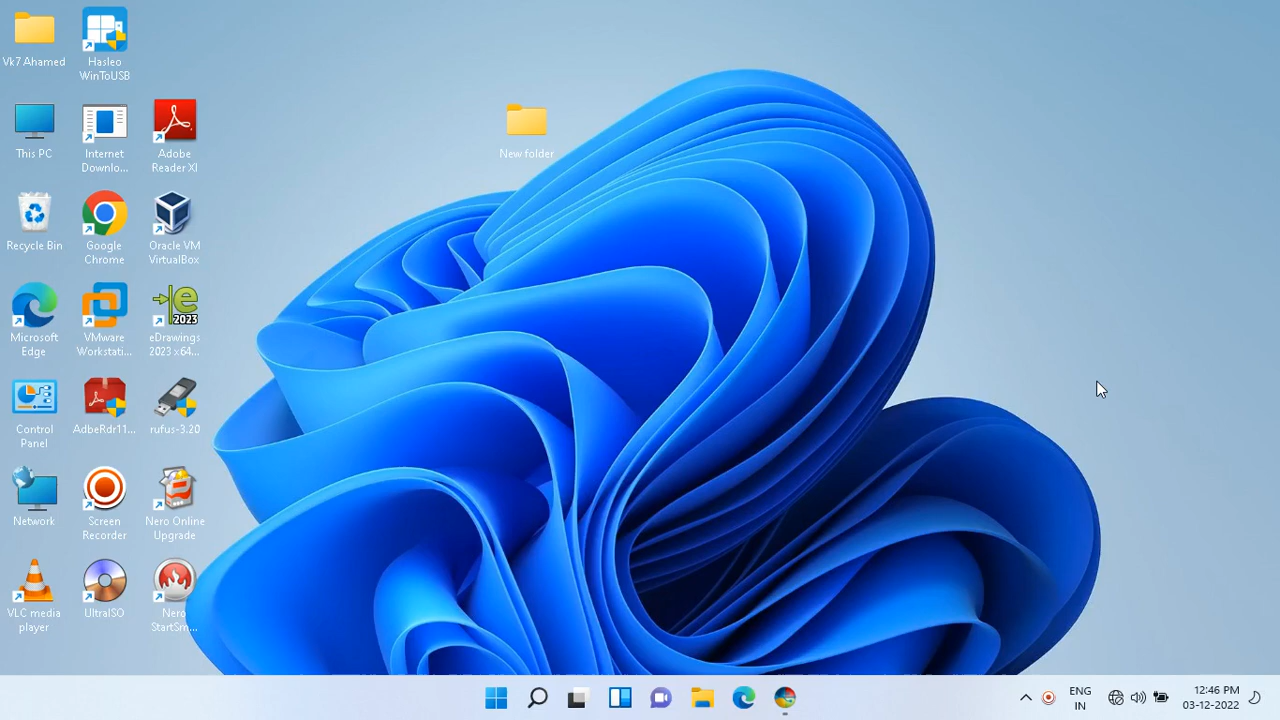 Vk7 Ahamed
Hasleo
WinToUSB
This PC
Internet
Downlo...
Adobe
Reader XI
Recycle Bin
Google
Chrome
Oracle VM
VirtualBox
Microsoft
Edge
VMware
Workstati...
e
2023
eDrawings
2023 x64...
Control
Panel
AdbeRdr11...
rufus-3.20
Network
Screen
Recorder
Nero Online
Upgrade
VLC media
player
UltraISO
Nero
StartSm...
New folder
ENG
IN
12:46 PM
03-12-2022